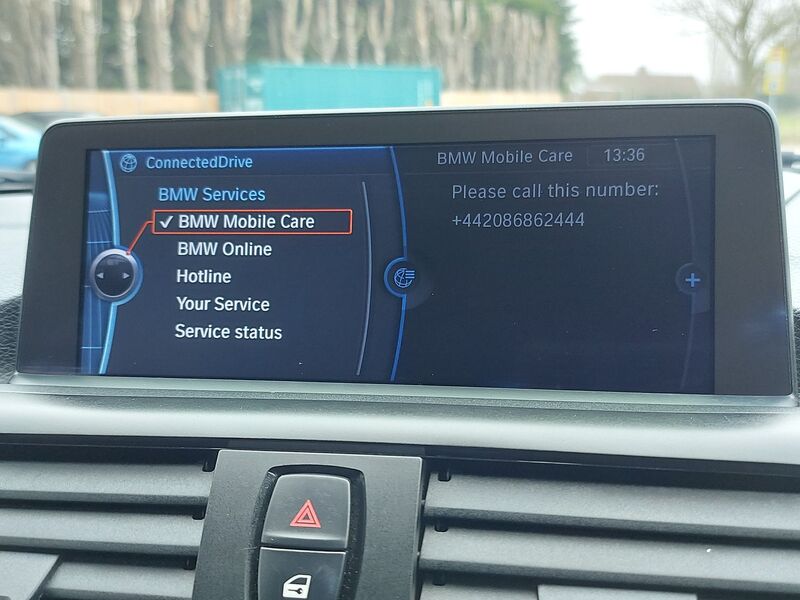 ConnectedDrive
BMW Mobile Care
13:36
BMW Services
✓ BMW Mobile Care
BMW Online
Hotline
Your Service
Service status
Please call this number:
+442086862444